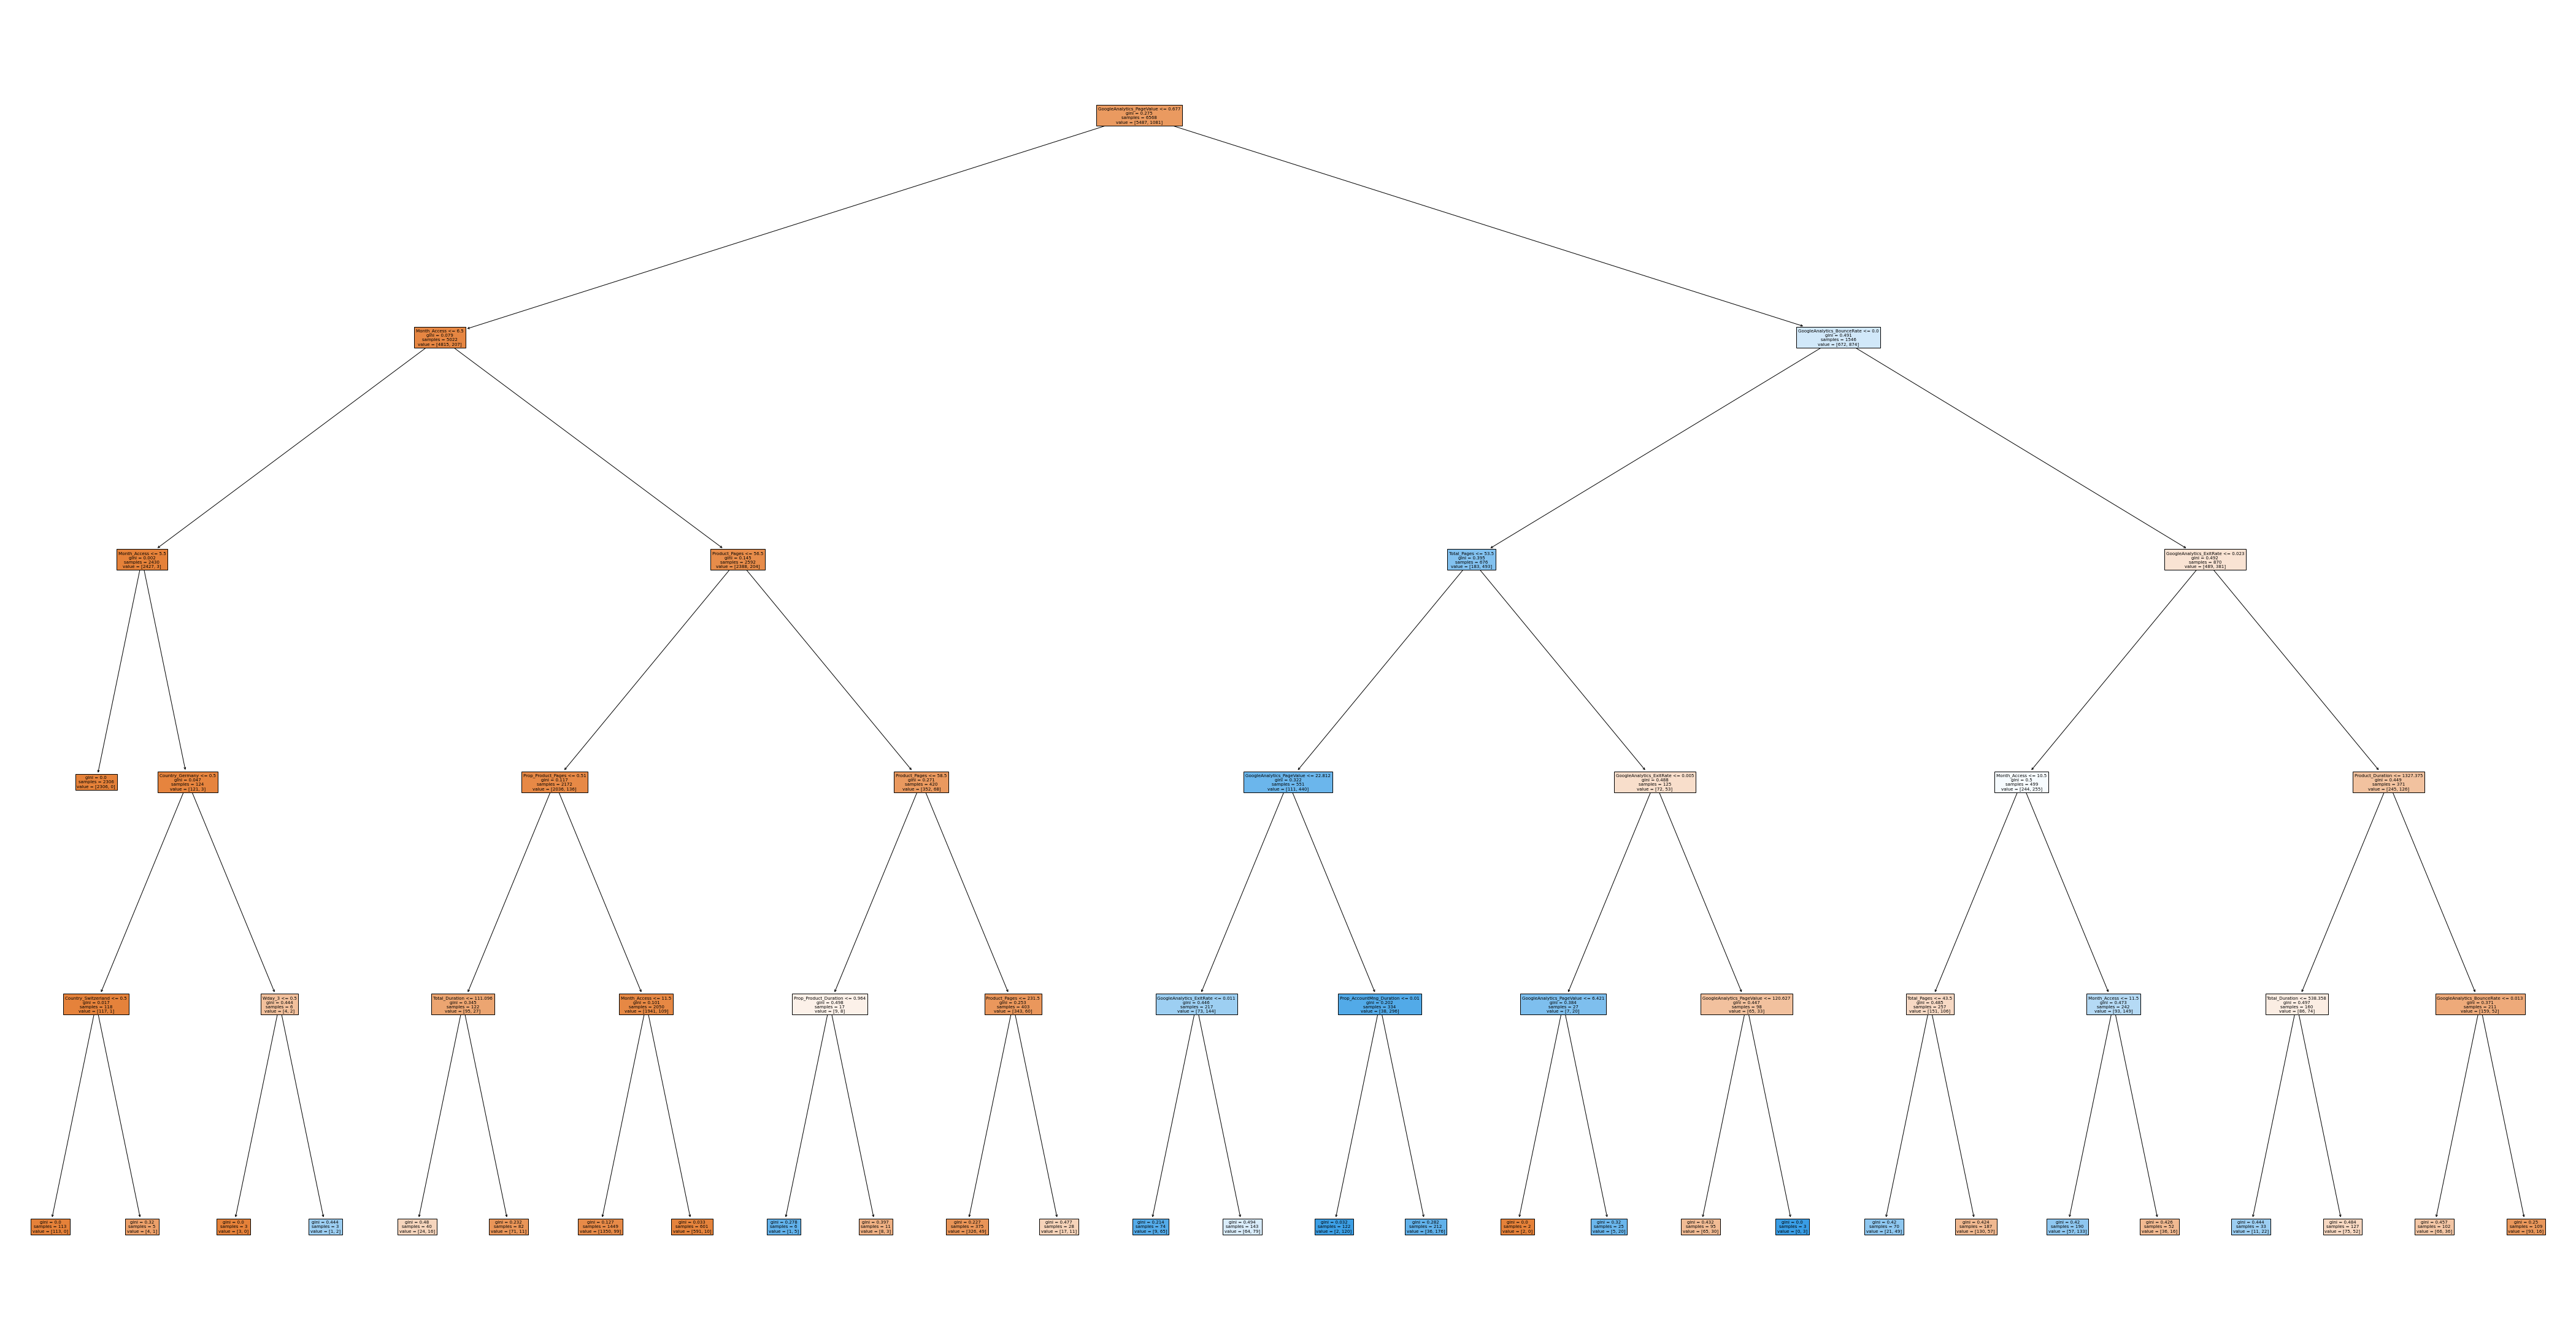 GoogleAnalytics_PageValue <= 0.877
gini = 0.275
samples = 6568
value = [5487, 1081]
Month_Access <= 6.5
gini = 0.079
samples = 5022
value = [4815, 207]
GoogleAnalytics_BounceRate <= 0.0
gini = 0.491
samples = 1546
value = [672, 874]
Month_Access <= 5.5
gini = 0.002
samples = 2430
value = [2427, 3]
Product_Pages <= 56.5
gini = 0.145
samples = 2592
value = [2388, 204]
Total_Pages <= 53.5
gini = 0.395
samples = 676
value = [183, 493]
GoogleAnalytics_ExitRate <= 0.023
gini = 0.492
samples = 870
value = [489, 381]
gini = 0.0
samples = 2306
value = [2306, 0]
Country_Germany <= 0.5
gini = 0.047
samples = 124
value = [121, 3]
Prop_Product_Pages <= 0.51
gini = 0.117
samples = 2172
value = [2036, 136]
Product_Pages <= 58.5
gini = 0.271
samples = 420
value = [352, 68]
GoogleAnalytics_PageValue <= 22.812
gini = 0.322
samples = 551
value = [111, 440]
GoogleAnalytics_ExitRate <= 0.005
gini = 0.488
samples = 125
value = [72, 53]
Month_Access <= 10.5
gini = 0.5
samples = 499
value = [244, 255]
Product_Duration <= 1327.375
gini = 0.449
samples = 371
value = [245, 126]
Country_Switzerland <= 0.5
gini = 0.017
samples = 118
value = [117, 1]
Wday_3 <= 0.5
gini = 0.444
samples = 6
value = [4, 2]
Total_Duration <= 111.098
gini = 0.345
samples = 122
value = [95, 27]
Month_Access <= 11.5
gini = 0.101
samples = 2050
value = [1941, 109]
Prop_Product_Duration <= 0.984
gini = 0.498
samples = 17
value = [9, 8]
Product_Pages <= 231.5
gini = 0.253
samples = 403
value = [343, 60]
GoogleAnalytics_ExitRate <= 0.011
gini = 0.446
samples = 217
value = [73, 144]
Prop_AccountMng_Duration <= 0.01
gini = 0.202
samples = 334
value = [38, 296]
GoogleAnalytics_PageValue <= 6.421
gini = 0.384
samples = 27
value = [7, 20]
GoogleAnalytics_PageValue <= 120.627
gini = 0.447
samples = 98
value = [65, 33]
Total_Pages <= 43.5
gini = 0.485
samples = 257
value = [151, 106]
Month_Access <= 11.5
gini = 0.473
samples = 242
value = [93, 149]
Total_Duration <= 538.358
gini = 0.497
samples = 160
value = [86, 74]
GoogleAnalytics_BounceRate <= 0.013
gini = 0.371
samples = 211
value = [159, 52]
gini = 0.0
samples = 113
value = [113, 0]
gini = 0.32
samples = 5
value = [4, 1]
gini = 0.0
samples = 3
value = [3, 0]
gini = 0.444
samples = 3
value = [1, 2]
gini = 0.48
samples = 40
value = [24, 16]
gini = 0.232
samples = 82
value = [71, 11]
gini = 0.127
samples = 1449
value = [1350, 99]
gini = 0.033
samples = 601
value = [591, 10]
gini = 0.278
samples = 6
value = [1, 5]
gini = 0.397
samples = 11
value = [8, 3]
gini = 0.227
samples = 375
value = [326, 49]
gini = 0.477
samples = 28
value = [17, 11]
gini = 0.214
samples = 74
value = [9, 65]
gini = 0.494
samples = 143
value = [64, 79]
gini = 0.032
samples = 122
value = [2, 120]
gini = 0.282
samples = 212
value = [36, 176]
gini = 0.0
samples = 2
value = [2, 0]
gini = 0.32
samples = 25
value = [5, 20]
gini = 0.432
samples = 95
value = [65, 30]
gini = 0.0
samples = 3
value = [0, 3]
gini = 0.42
samples = 70
value = [21, 49]
gini = 0.424
samples = 187
value = [130, 57]
gini = 0.42
samples = 190
value = [57, 133]
gini = 0.426
samples = 52
value = [36, 16]
gini = 0.444
samples = 33
value = [11, 22]
gini = 0.484
samples = 127
value = [75, 52]
gini = 0.457
samples = 102
value = [66, 36]
gini = 0.25
samples = 109
value = [93, 16]